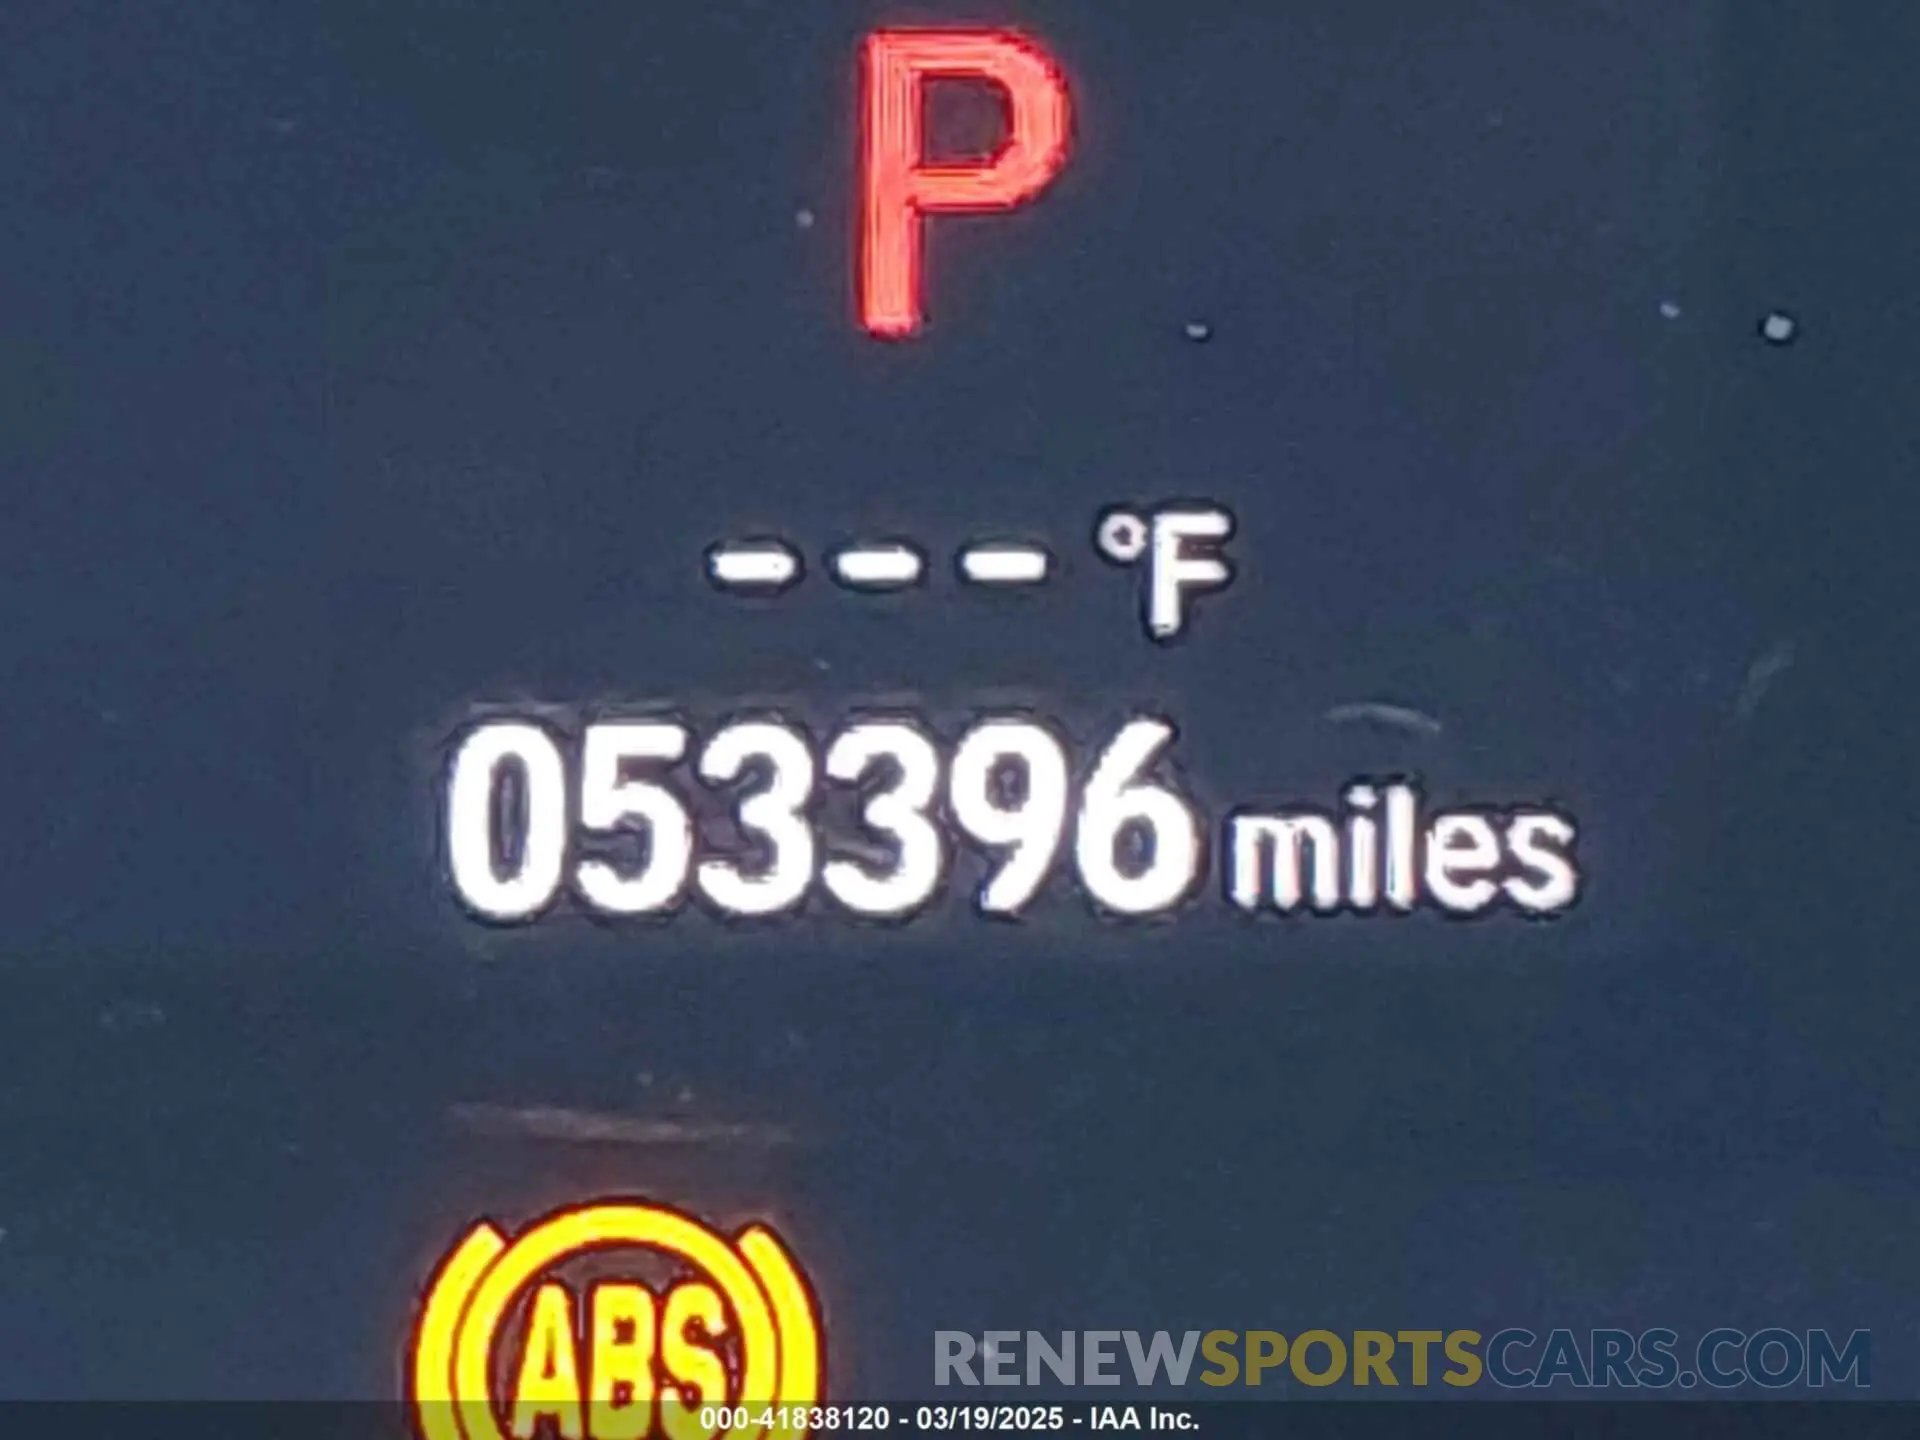 P
--- °F
053396 miles
ABS
RENEWSPORTSCARS.COM
000-41838120 - 03/19/2025 - IAA Inc.